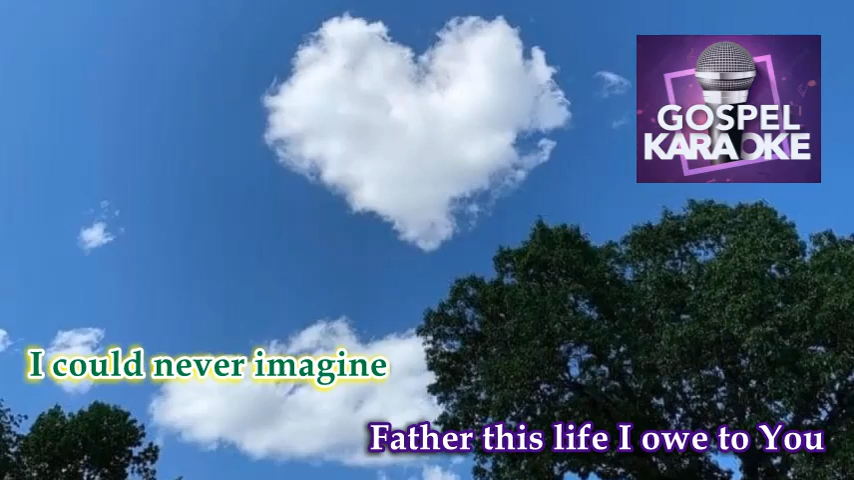 GOSPEL
KARAOKE
I could never imagine
Father this life I owe to You